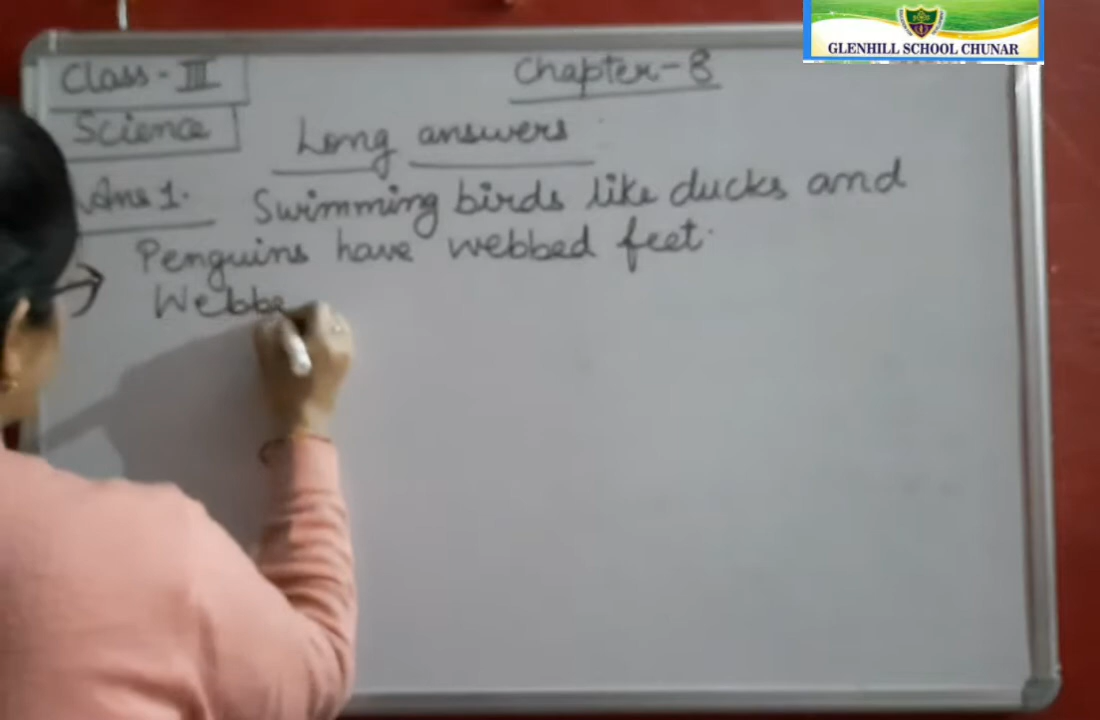 GLENHILL SCHOOL CHUNAR
Class - III
Chapter - 8
Science
Long answers
Ans 1. Swimming birds like ducks and
Penguins have webbed feet.
→ Webbe